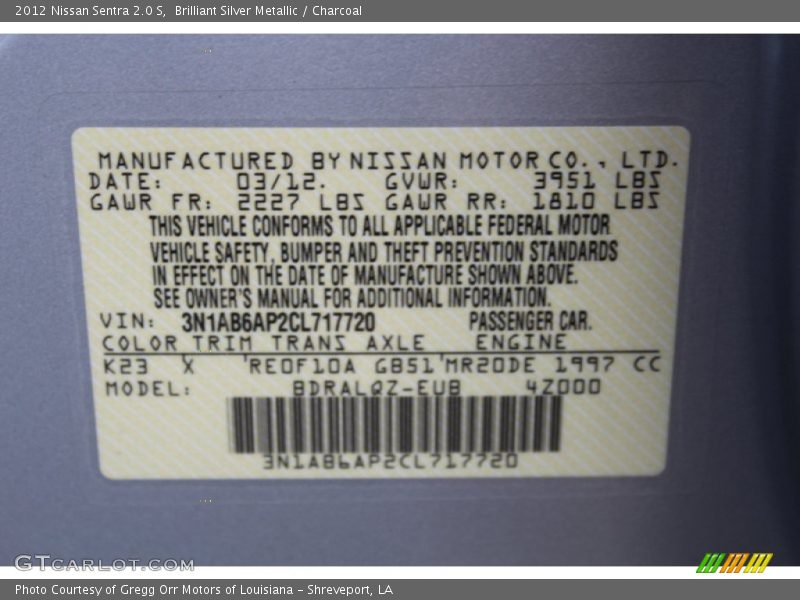 2012 Nissan Sentra 2.0 S,  Brilliant Silver Metallic / Charcoal
MANUFACTURED BY NISSAN MOTOR CO., LTD.
DATE: 03/12. GVWR: 3951 LBS
GAWR FR: 2227 LBS GAWR RR: 1810 LBS
THIS VEHICLE CONFORMS TO ALL APPLICABLE FEDERAL MOTOR
VEHICLE SAFETY, BUMPER AND THEFT PREVENTION STANDARDS
IN EFFECT ON THE DATE OF MANUFACTURE SHOWN ABOVE.
SEE OWNER'S MANUAL FOR ADDITIONAL INFORMATION.
VIN: 3N1AB6AP2CL717720 PASSENGER CAR.
COLOR TRIM TRANS AXLE ENGINE
K23 X 'RE0F10A GB51'MR20DE 1997 CC
MODEL: BDRALQZ-EUB 4Z000
3N1AB6AP2CL717720
GTCARLOT.COM
Photo Courtesy of Gregg Orr Motors of Louisiana – Shreveport, LA